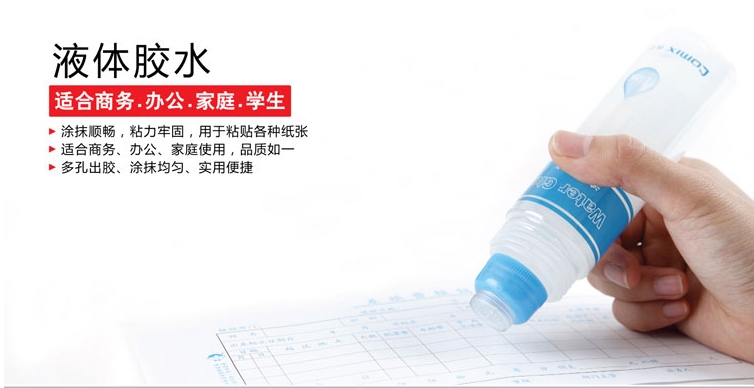 液体胶水
适合商务.办公.家庭.学生
涂抹顺畅，粘力牢固，用于粘贴各种纸张
适合商务、办公、家庭使用，品质如一
多孔出胶、涂抹均匀、实用便捷
Comix
Water Glue